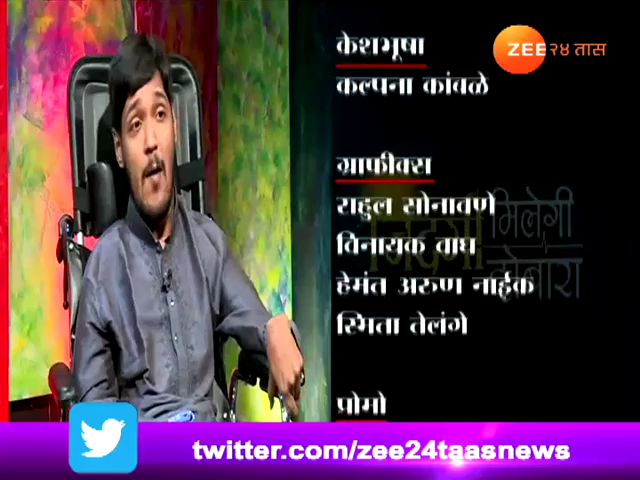 ZEE २४ तास
केशभूषा
कल्पना कांबळे
ग्राफीक्स
राहुल सोनावणे
विनायक वाघ
हेमंत अरुण नाईक
स्मिता तेलंगे
मिलेगी
प्रोमो
twitter.com/zee24taasnews